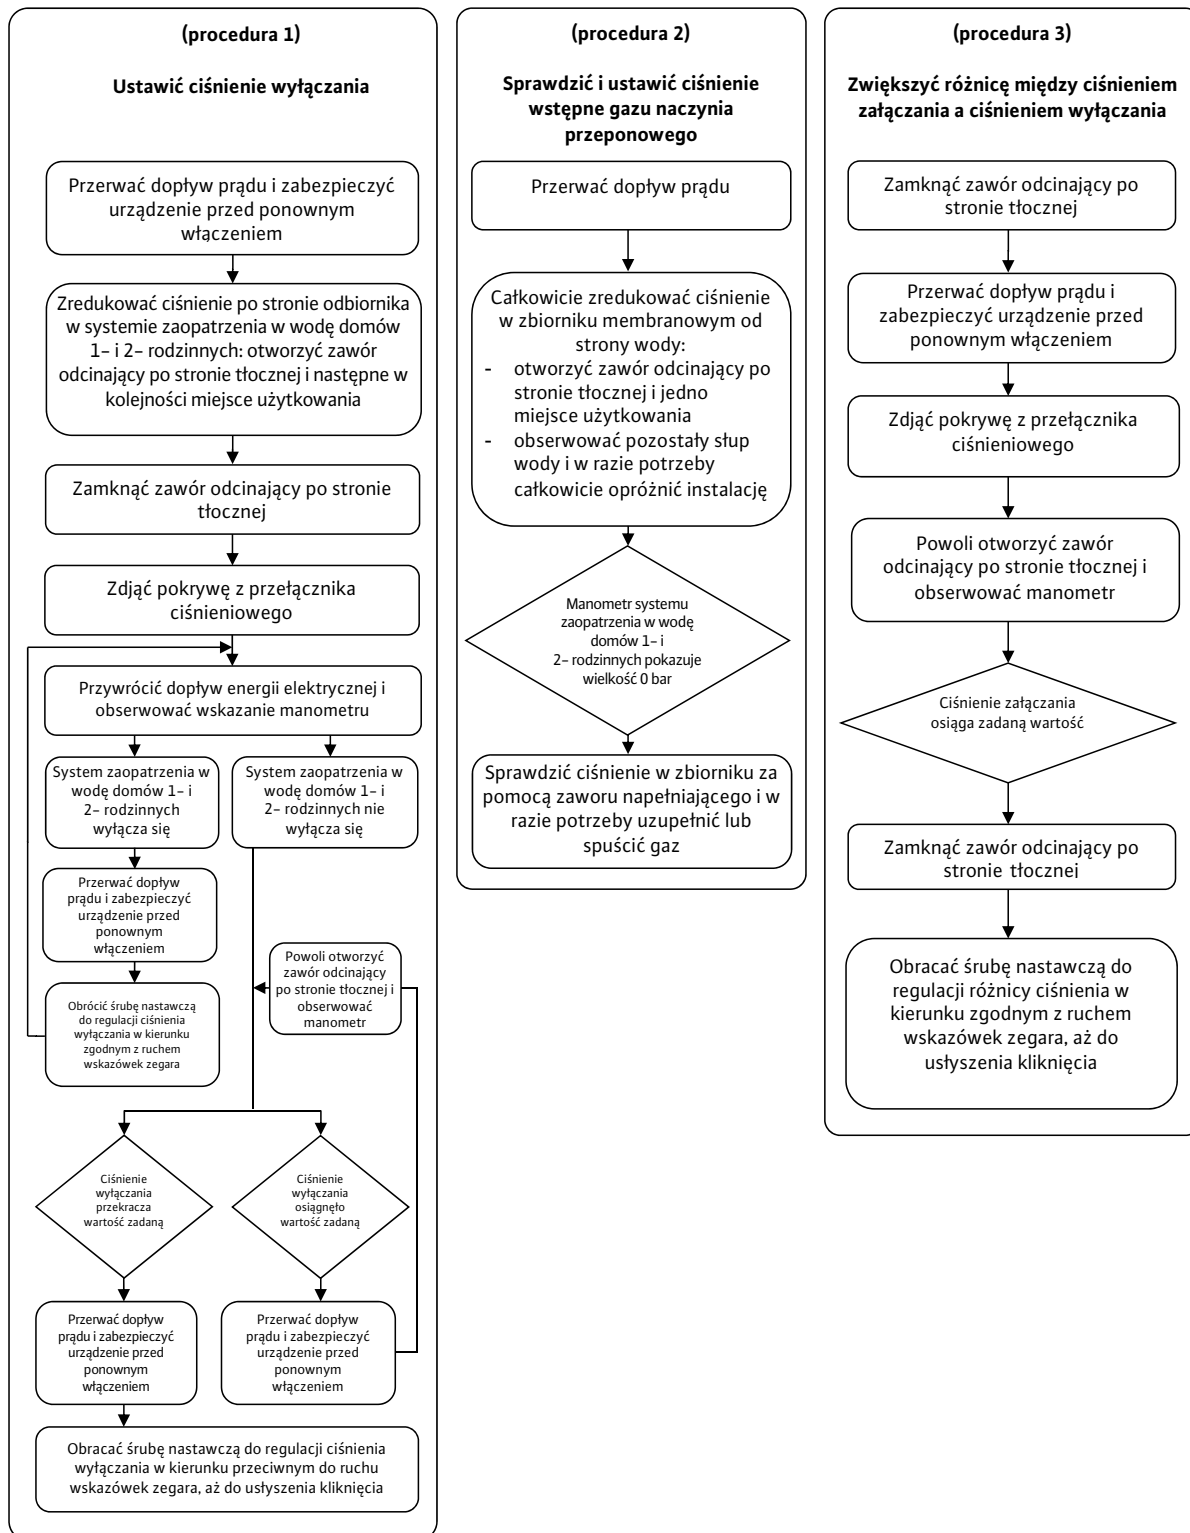 (procedura 1)
Ustawić ciśnienie wyłączania
Przerwać dopływ prądu i zabezpieczyć
urządzenie przed ponownym
włączeniem
Zredukować ciśnienie po stronie odbiornika
w systemie zaopatrzenia w wodę domów
1– i 2– rodzinnych: otworzyć zawór
odcinający po stronie tłocznej i następne w
kolejności miejsce użytkowania
Zamknąć zawór odcinający po stronie
tłocznej
Zdjąć pokrywę z przełącznika
ciśnieniowego
Przywrócić dopływ energii elektrycznej i
obserwować wskazanie manometru
System zaopatrzenia w
wodę domów 1– i
2– rodzinnych
wyłącza się
System zaopatrzenia w
wodę domów 1– i
2– rodzinnych nie
wyłącza się
Przerwać dopływ
prądu i zabezpieczyć
urządzenie przed
ponownym
włączeniem
Obrócić śrubę nastawczą
do regulacji ciśnienia
wyłączania w kierunku
zgodnym z ruchem
wskazówek zegara
Powoli otworzyć
zawór odcinający
po stronie tłocznej i
obserwować
manometr
Ciśnienie
wyłączania
przekracza
wartość zadaną
Ciśnienie
wyłączania
osiągnęło
wartość zadaną
Przerwać dopływ
prądu i zabezpieczyć
urządzenie przed
ponownym
włączeniem
Przerwać dopływ
prądu i zabezpieczyć
urządzenie przed
ponownym
włączeniem
Obracać śrubę nastawczą do regulacji ciśnienia
wyłączania w kierunku przeciwnym do ruchu
wskazówek zegara, aż do usłyszenia kliknięcia
(procedura 2)
Sprawdzić i ustawić ciśnienie
wstępne gazu naczynia
przeponowego
Przerwać dopływ prądu
Całkowicie zredukować ciśnienie
w zbiorniku membranowym od
strony wody:
- otworzyć zawór odcinający po
stronie tłocznej i jedno
miejsce użytkowania
- obserwować pozostały słup
wody i w razie potrzeby
całkowicie opróżnić instalację
Manometr systemu
zaopatrzenia w wodę
domów 1– i
2– rodzinnych pokazuje
wielkość 0 bar
Sprawdzić ciśnienie w zbiorniku za
pomocą zaworu napełniającego i w
razie potrzeby uzupełnić lub
spuścić gaz
(procedura 3)
Zwiększyć różnicę między ciśnieniem
załączania a ciśnieniem wyłączania
Zamknąć zawór odcinający po
stronie tłocznej
Przerwać dopływ prądu i
zabezpieczyć urządzenie przed
ponownym włączeniem
Zdjąć pokrywę z przełącznika
ciśnieniowego
Powoli otworzyć zawór
odcinający po stronie tłocznej i
obserwować manometr
Ciśnienie załączania
osiąga zadaną wartość
Zamknąć zawór odcinający po
stronie tłocznej
Obracać śrubę nastawczą do
regulacji różnicy ciśnienia w
kierunku zgodnym z ruchem
wskazówek zegara, aż do
usłyszenia kliknięcia